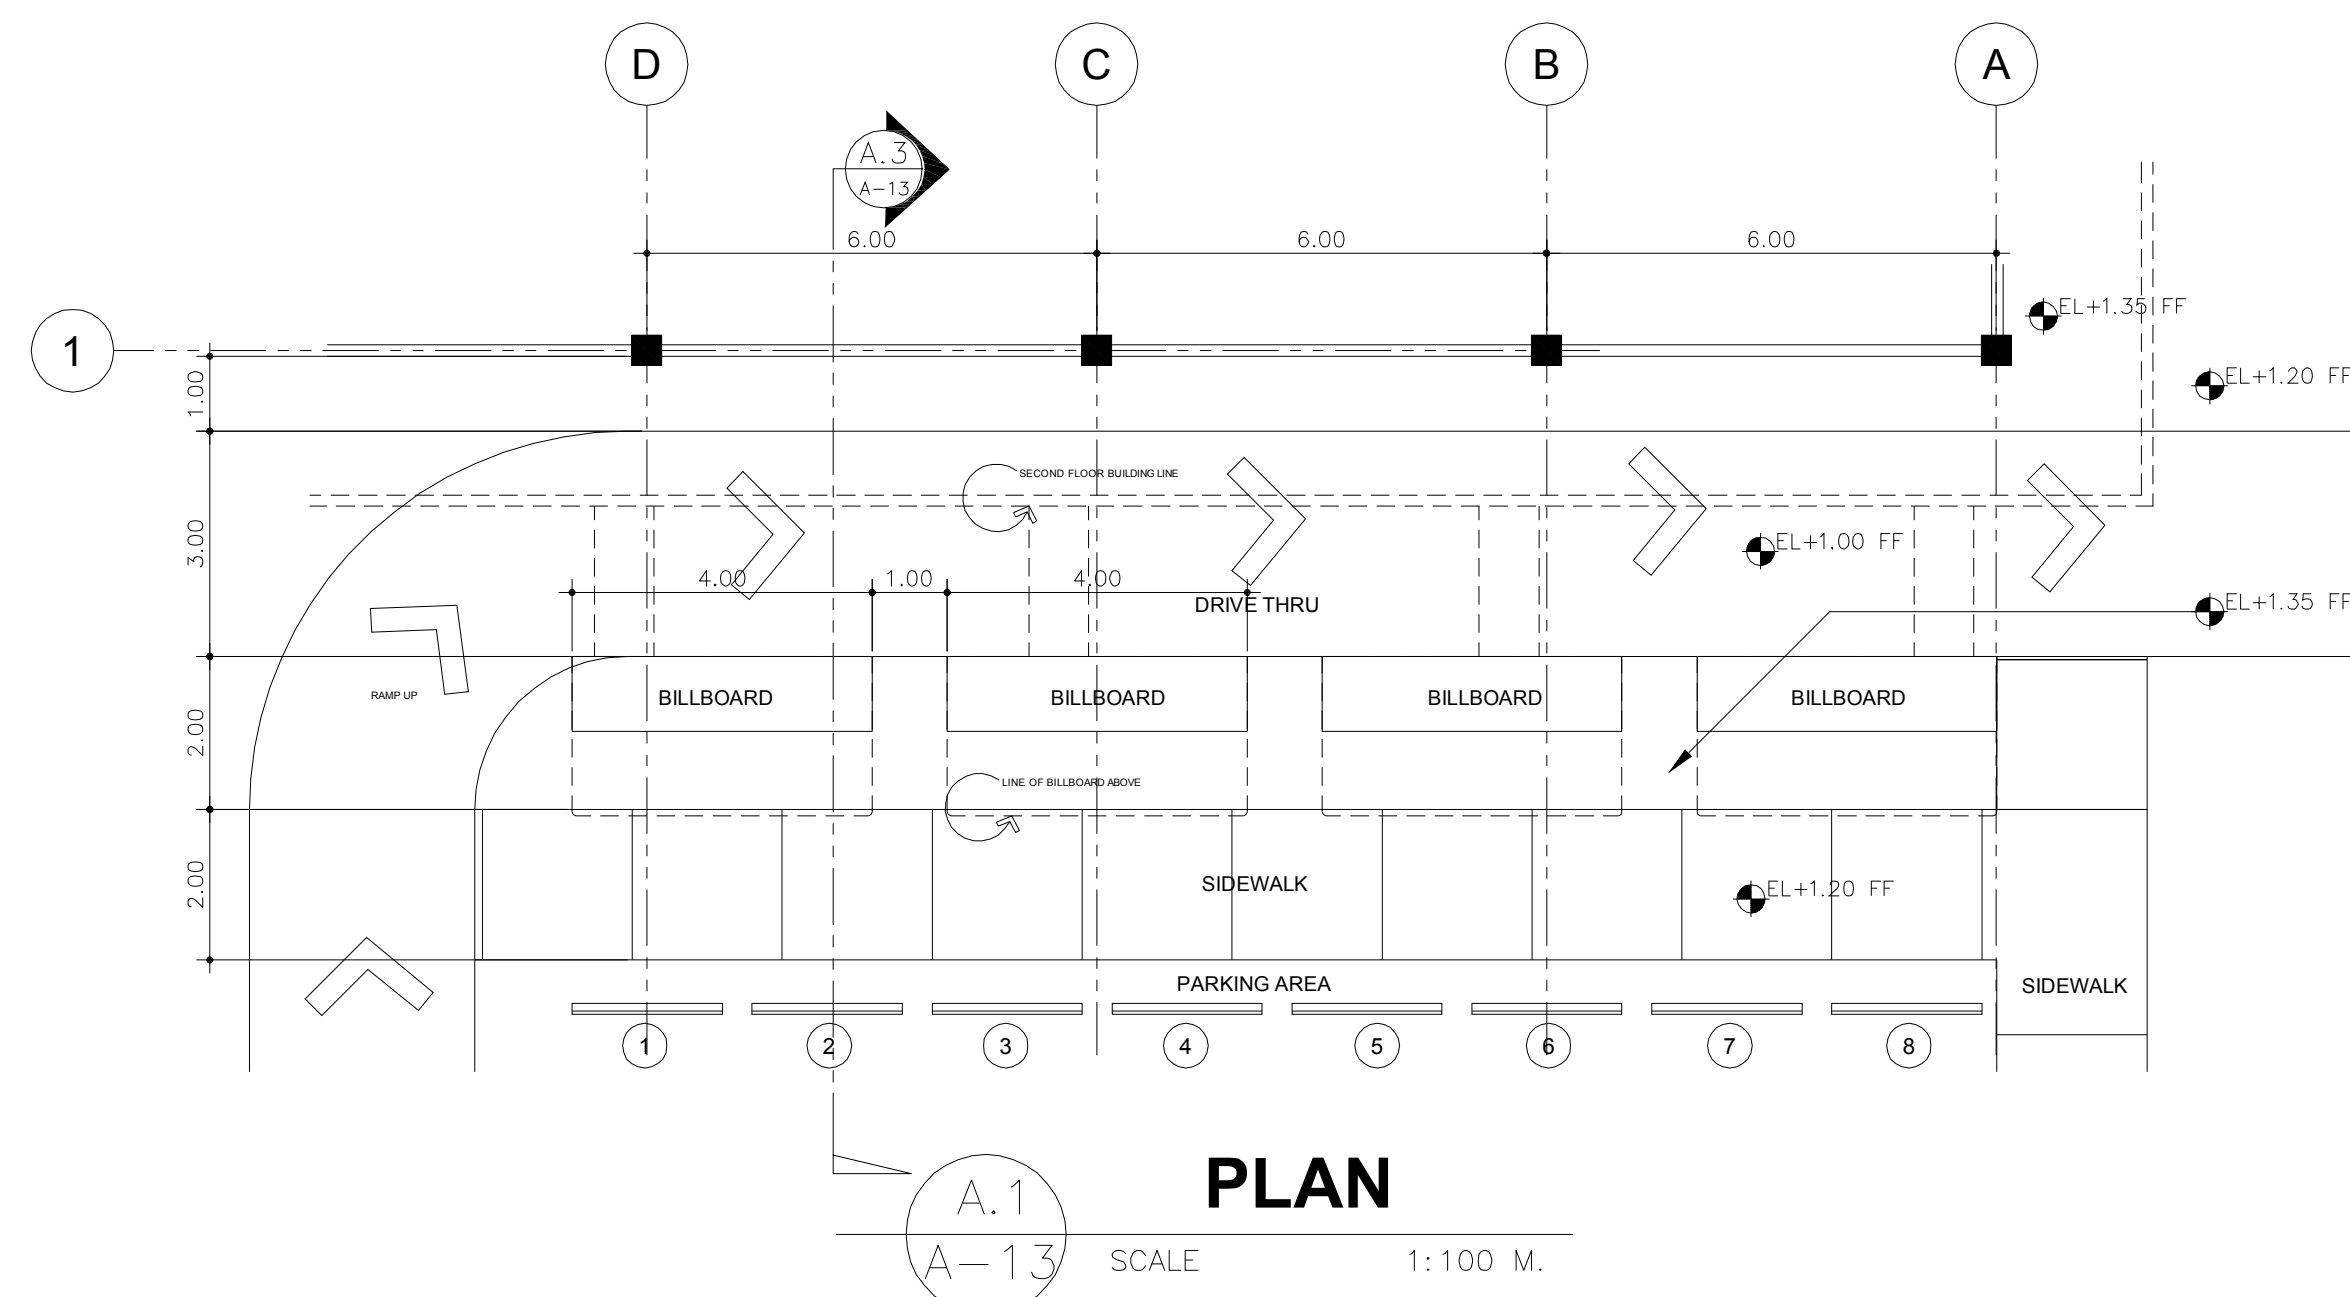 D
C
B
A
A.3
A-13
6.00
6.00
6.00
EL+1.35 FF
1
1.00
EL+1.20 FF
SECOND FLOOR BUILDING LINE
3.00
EL+1.00 FF
4.00
1.00
4.00
DRIVE THRU
EL+1.35 FF
RAMP UP
BILLBOARD
BILLBOARD
BILLBOARD
BILLBOARD
2.00
LINE OF BILLBOARD ABOVE
2.00
SIDEWALK
EL+1.20 FF
PARKING AREA
SIDEWALK
1
2
3
4
5
6
7
8
A.1
PLAN
A-13
SCALE 1:100 M.